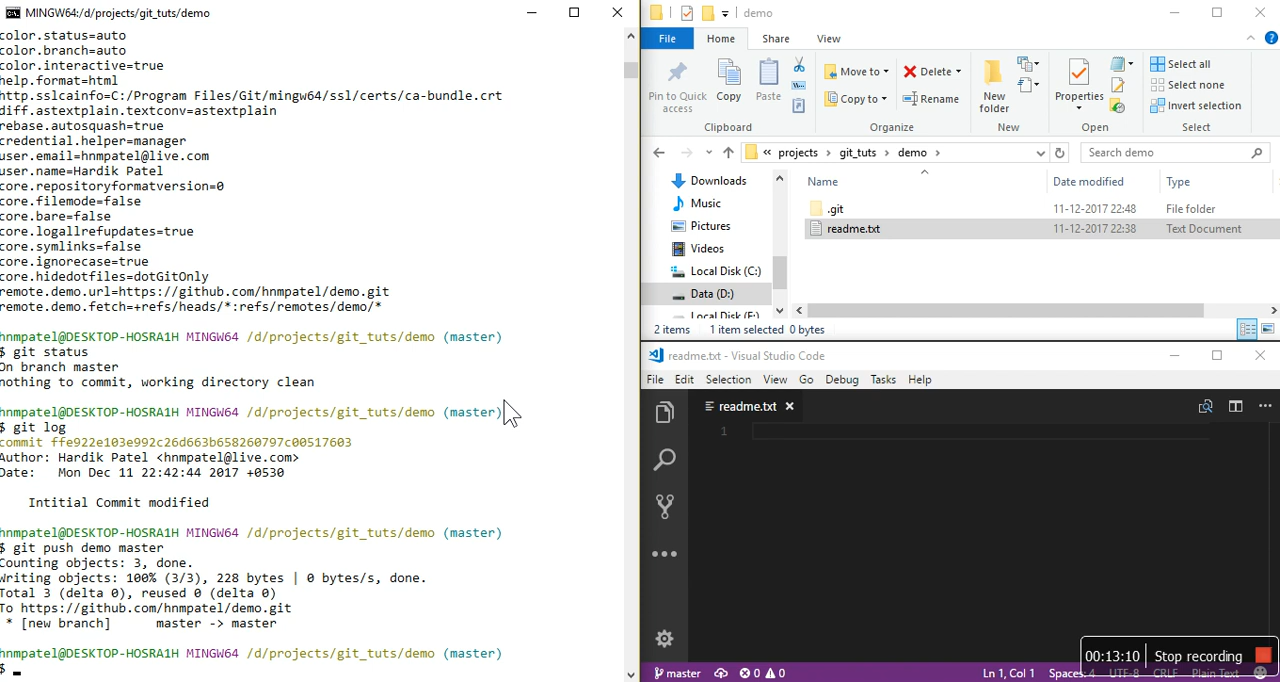 MINGW64:/d/projects/git_tuts/demo
color.status=auto
color.branch=auto
color.interactive=true
help.format=html
http.sslcainfo=C:/Program Files/Git/mingw64/ssl/certs/ca-bundle.crt
diff.astextplain.textconv=astextplain
rebase.autosquash=true
credential.helper=manager
user.email=hnmpatel@live.com
user.name=Hardik Patel
core.repositoryformatversion=0
core.filemode=false
core.bare=false
core.logallrefupdates=true
core.symlinks=false
core.ignorecase=true
core.hidedotfiles=dotGitOnly
remote.demo.url=https://github.com/hnmpatel/demo.git
remote.demo.fetch=+refs/heads/*:refs/remotes/demo/*
hnmpatel@DESKTOP-HOSRA1H MINGW64 /d/projects/git_tuts/demo (master)
$ git status
On branch master
nothing to commit, working directory clean
hnmpatel@DESKTOP-HOSRA1H MINGW64 /d/projects/git_tuts/demo (master)
$ git log
commit ffe922e103e992c26d663b658260797c00517603
Author: Hardik Patel <hnmpatel@live.com>
Date:   Mon Dec 11 22:42:44 2017 +0530
Intitial Commit modified
hnmpatel@DESKTOP-HOSRA1H MINGW64 /d/projects/git_tuts/demo (master)
$ git push demo master
Counting objects: 3, done.
Writing objects: 100% (3/3), 228 bytes | 0 bytes/s, done.
Total 3 (delta 0), reused 0 (delta 0)
To https://github.com/hnmpatel/demo.git
* [new branch]      master -> master
hnmpatel@DESKTOP-HOSRA1H MINGW64 /d/projects/git_tuts/demo (master)
$
demo
File Home Share View
Pin to Quick access
Copy
Paste
Clipboard
Move to
Copy to
Delete
Rename
Organize
New folder
New
Properties
Open
Select all
Select none
Invert selection
Select
« projects › git_tuts › demo ›
Search demo
Downloads
Music
Pictures
Videos
Local Disk (C:)
Data (D:)
Local Disk (E:)
Name Date modified Type
.git 11-12-2017 22:48 File folder
readme.txt 11-12-2017 22:38 Text Document
2 items 1 item selected 0 bytes
readme.txt - Visual Studio Code
File Edit Selection View Go Debug Tasks Help
readme.txt
1
00:13:10 Stop recording
master 0 0 Ln 1, Col 1 Spaces: 4 UTF-8 CRLF Plain Text